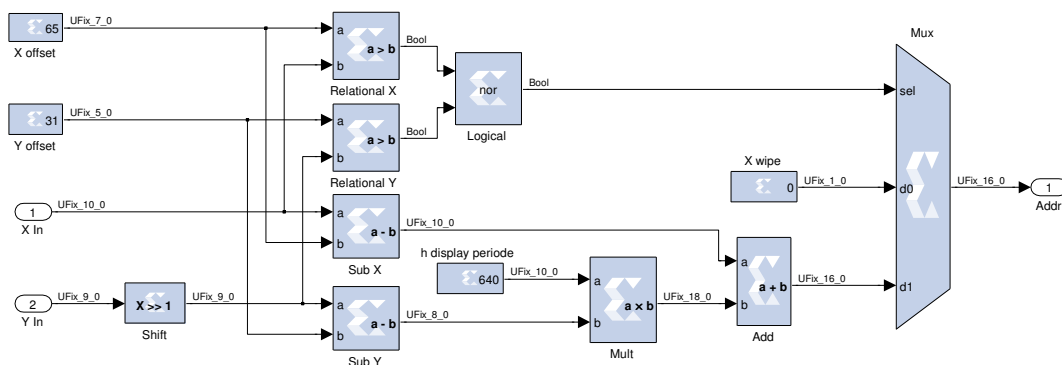 65
UFix_7_0
X offset
a
b
a > b
Bool
Relational X
nor
Logical
Bool
Mux
sel
31
UFix_5_0
Y offset
a
b
a > b
Bool
Relational Y
X wipe
0
UFix_1_0
d0
UFix_16_0
1
Addr
1
UFix_10_0
X In
a
b
a - b
UFix_10_0
Sub X
h display periode
640
UFix_10_0
a
b
a × b
UFix_18_0
Mult
a
b
a + b
UFix_16_0
Add
d1
2
UFix_9_0
Y In
X >> 1
UFix_9_0
Shift
a
b
a - b
UFix_8_0
Sub Y